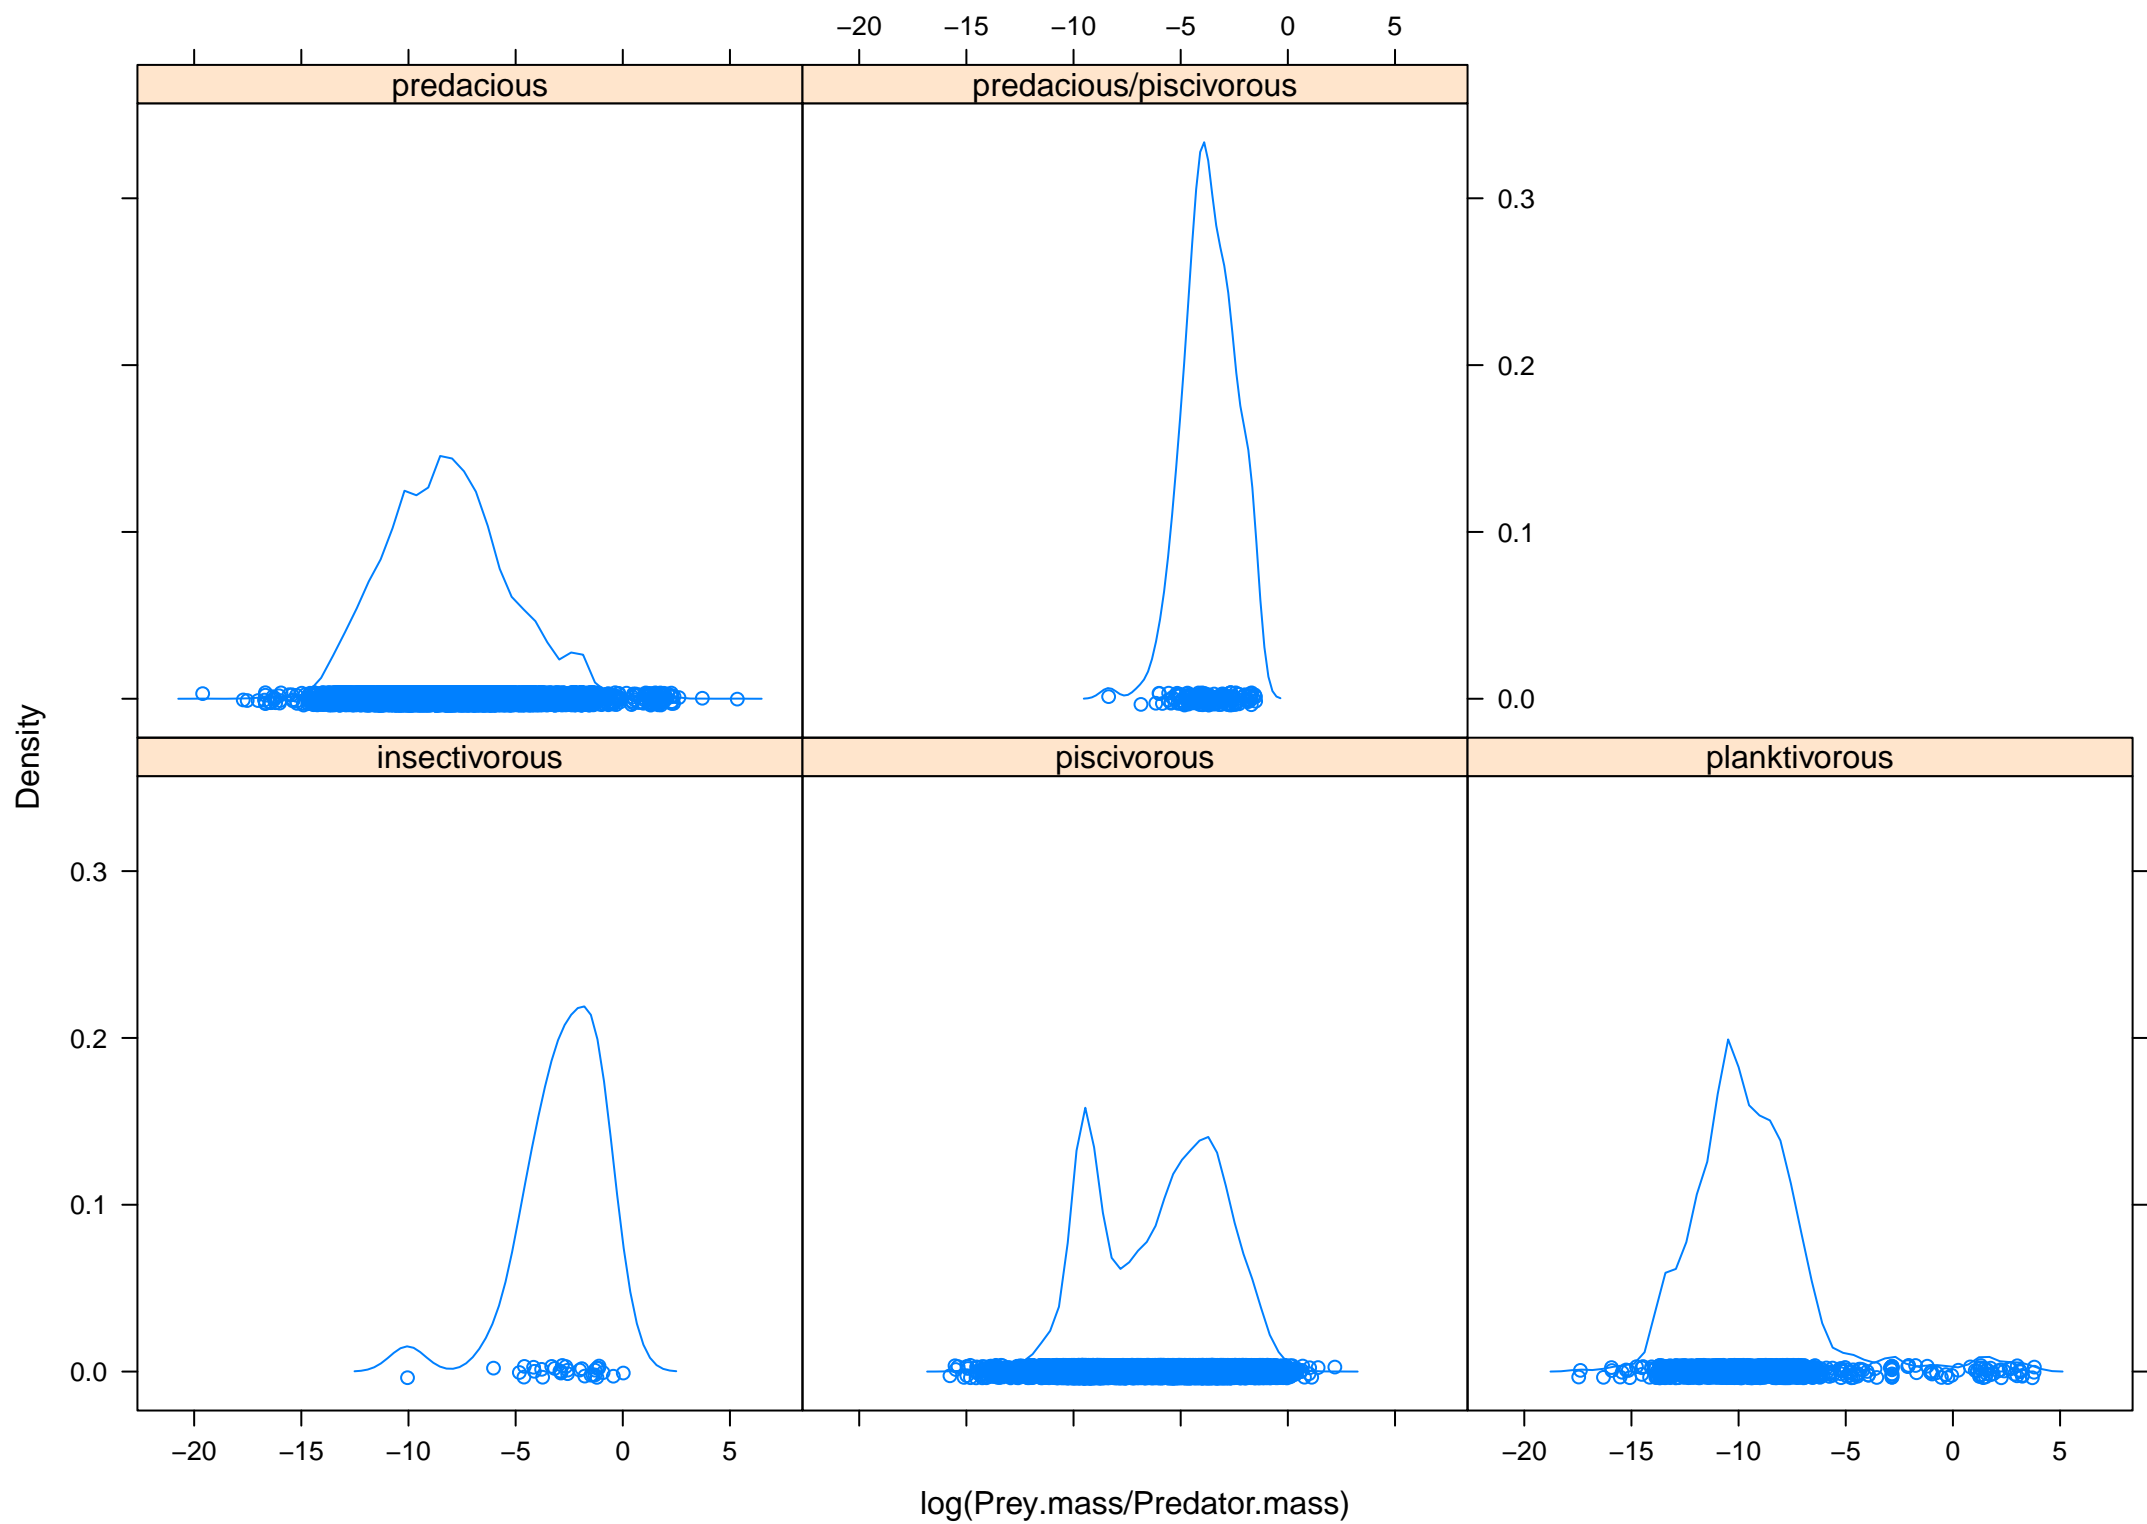 −20 −15 −10 −5 0 5
predacious predacious/piscivorous
0.3
0.2
0.1
0.0
Density
insectivorous piscivorous planktivorous
0.3
0.2
0.1
0.0
−20 −15 −10 −5 0 5 −20 −15 −10 −5 0 5
log(Prey.mass/Predator.mass)